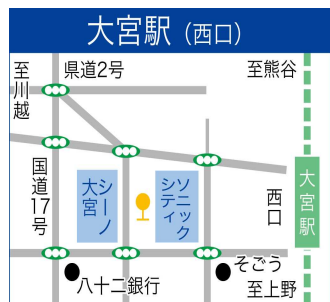 大宮駅（西口）
至川越
県道2号
至熊谷
国道17号
シーノ大宮
ソニックシティ
西口
大宮駅
八十二銀行
そごう
至上野